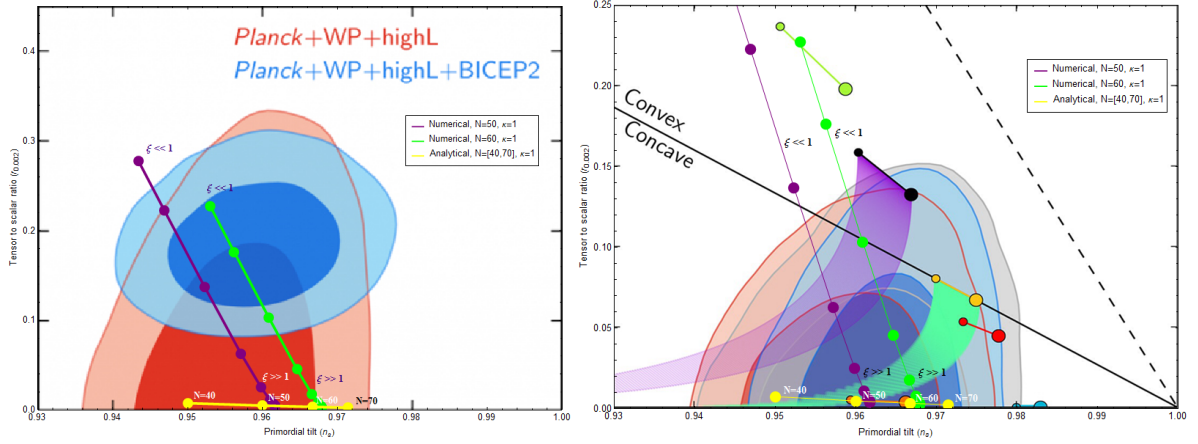 Planck+WP+highL
Planck+WP+highL+BICEP2
Numerical, N=50, κ=1
Numerical, N=60, κ=1
Analytical, N=[40,70], κ=1
ξ << 1
ξ << 1
ξ >> 1
ξ >> 1
N=40
N=50
N=60
N=70
Tensor to scalar ratio (r0.002)
0.4
0.3
0.2
0.1
0.0
0.93
0.94
0.95
0.96
0.97
0.98
0.99
1.00
Primordial tilt (ns)
Numerical, N=50, κ=1
Numerical, N=60, κ=1
Analytical, N=[40,70], κ=1
Convex
Concave
ξ << 1
ξ << 1
ξ >> 1
ξ >> 1
N=40
N=50
N=60
N=70
Tensor to scalar ratio (r0.002)
0.25
0.20
0.15
0.10
0.05
0.00
0.93
0.94
0.95
0.96
0.97
0.98
0.99
1.00
Primordial tilt (ns)